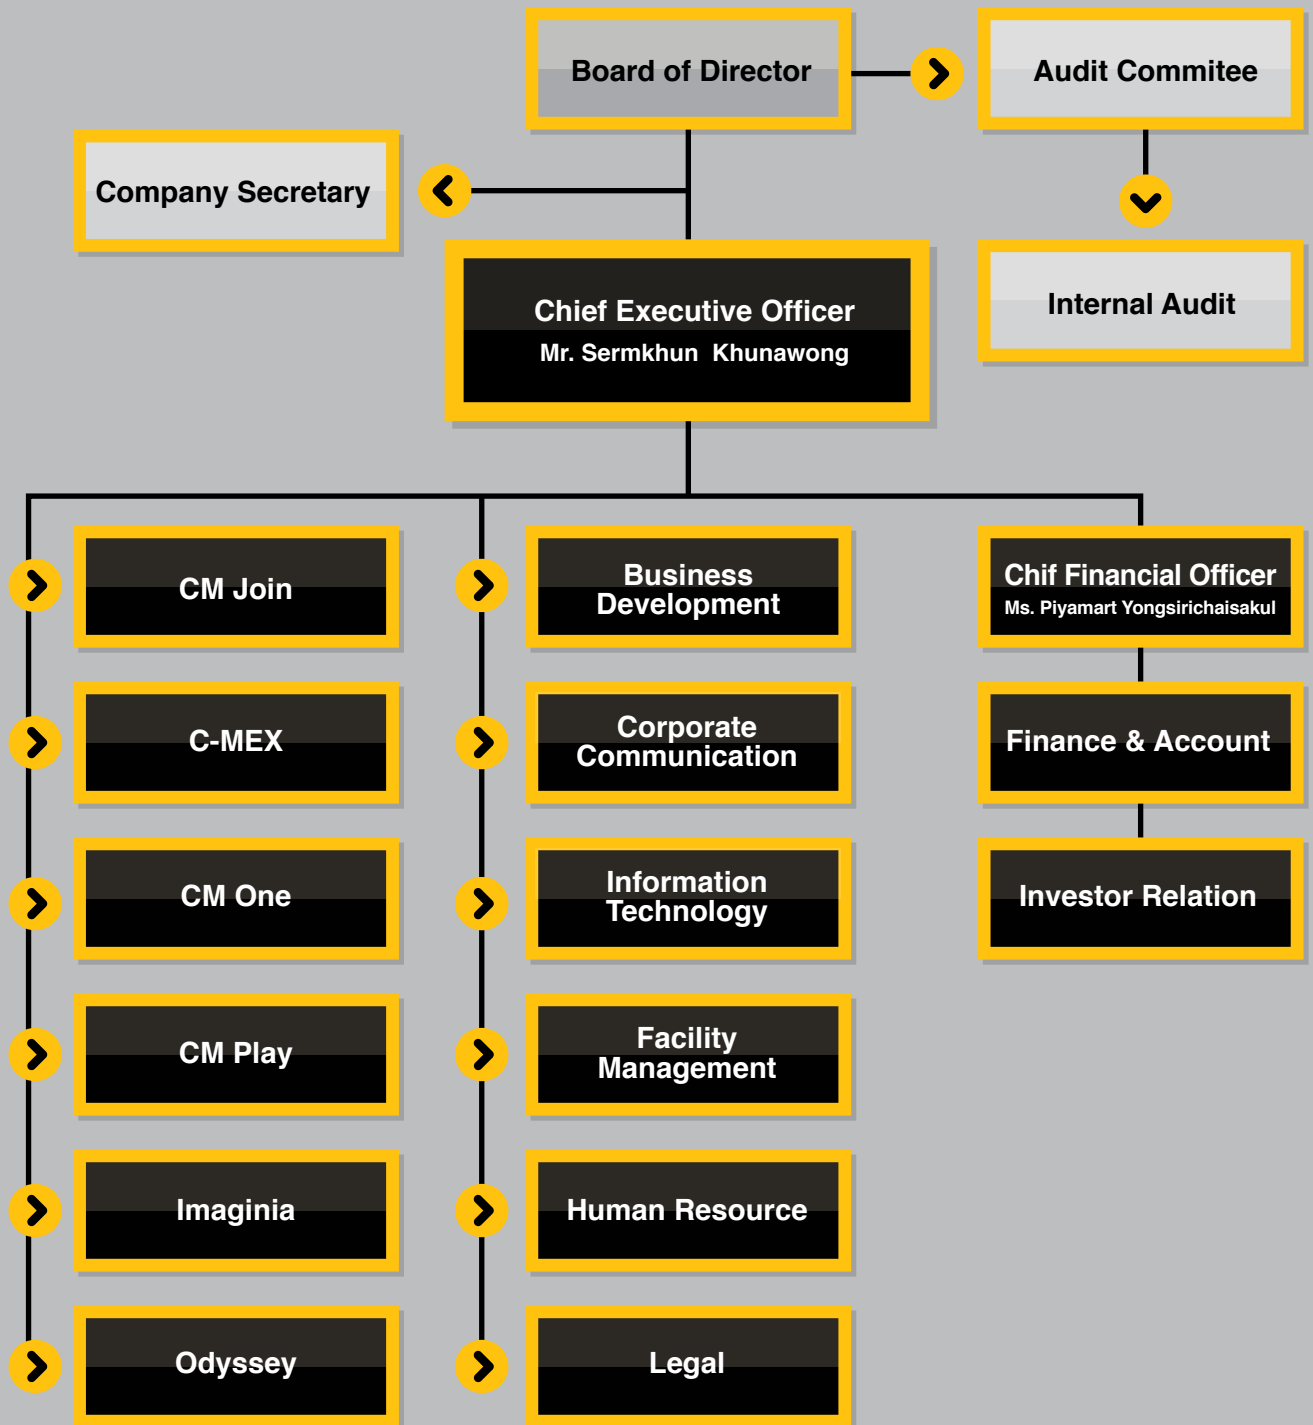 Board of Director
Audit Commitee
Company Secretary
Chief Executive Officer
Mr. Sermkhun Khunawong
Internal Audit
CM Join
Business
Development
Chif Financial Officer
Ms. Piyamart Yongsirichaisakul
C-MEX
Corporate
Communication
Finance & Account
CM One
Information
Technology
Investor Relation
CM Play
Facility
Management
Imaginia
Human Resource
Odyssey
Legal